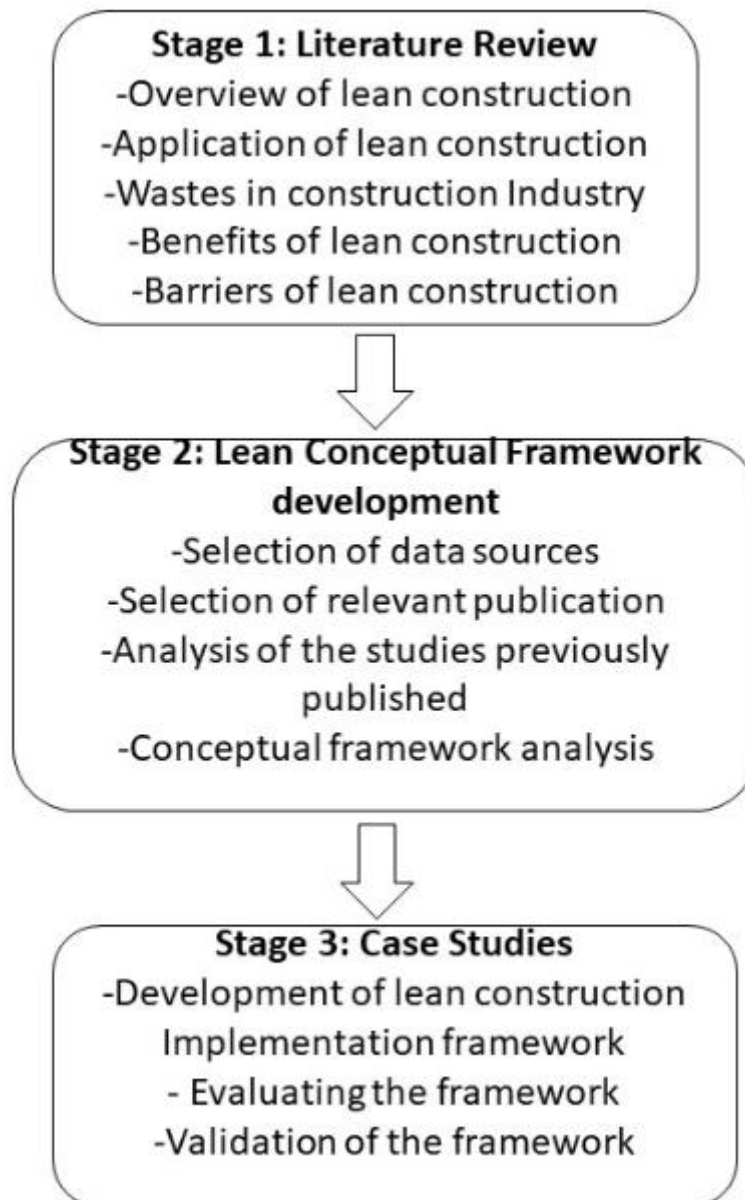 Stage 1: Literature Review
-Overview of lean construction
-Application of lean construction
-Wastes in construction Industry
-Benefits of lean construction
-Barriers of lean construction
Stage 2: Lean Conceptual Framework
development
-Selection of data sources
-Selection of relevant publication
-Analysis of the studies previously
published
-Conceptual framework analysis
Stage 3: Case Studies
-Development of lean construction
Implementation framework
- Evaluating the framework
-Validation of the framework